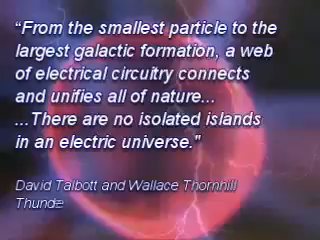 “From the smallest particle to the
largest galactic formation, a web
of electrical circuitry connects
and unifies all of nature...
...There are no isolated islands
in an electric universe."
David Talbott and Wallace Thornhill